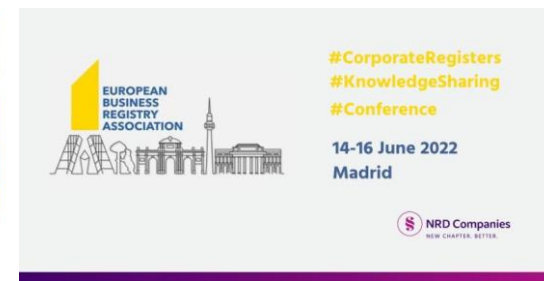 EUROPEAN
BUSINESS
REGISTRY
ASSOCIATION
#CorporateRegisters
#KnowledgeSharing
#Conference
14-16 June 2022
Madrid
NRD Companies
NEW CHAPTER. BETTER.